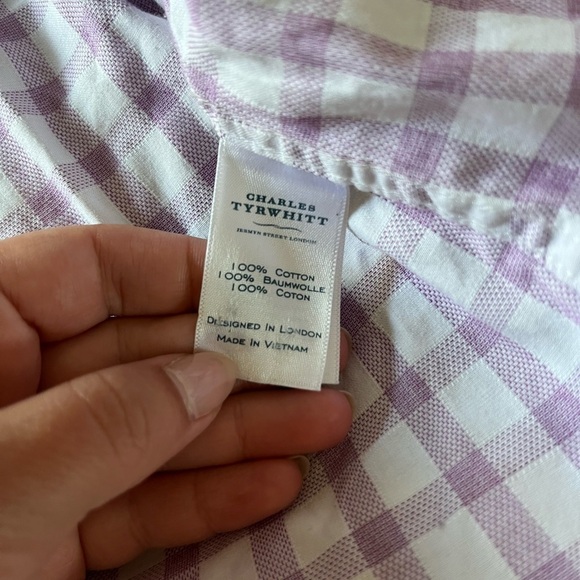 CHARLES
TYRWHITT
JERMYN STREET LONDON
100% COTTON
100% BAUMWOLLE
100% COTON
DESIGNED IN LONDON
MADE IN VIETNAM